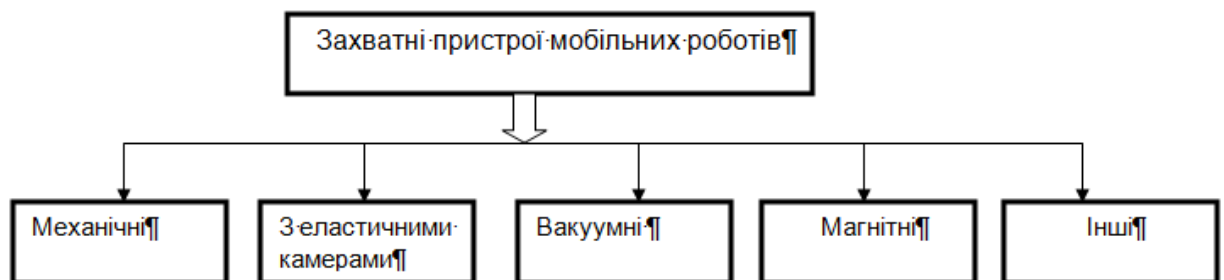 Захватні·пристрої·мобільних·роботів¶
Механічні¶
З·еластичними·
камерами¶
Вакуумні·¶
Магнітні¶
Інші¶